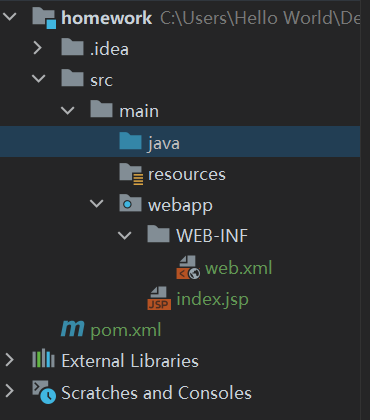 homework C:\Users\Hello World\De
.idea
src
main
java
resources
webapp
WEB-INF
web.xml
JSP index.jsp
m pom.xml
External Libraries
Scratches and Consoles